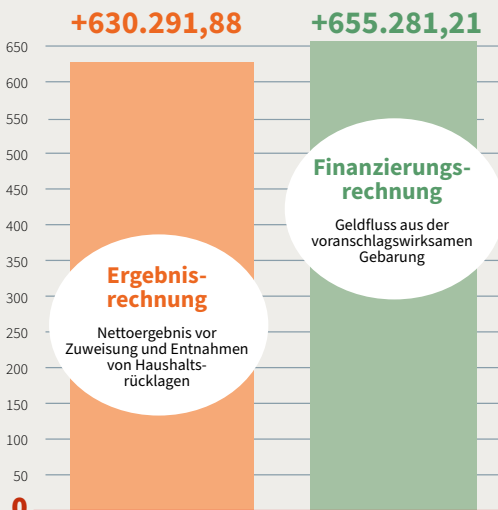 +630.291,88
+655.281,21
650
600
550
500
450
400
350
300
250
200
150
100
50
0
Ergebnis-
rechnung
Nettoergebnis vor
Zuweisung und Entnahmen
von Haushalts-
rücklagen
Finanzierungs-
rechnung
Geldfluss aus der
voranschlagswirksamen
Gebarung